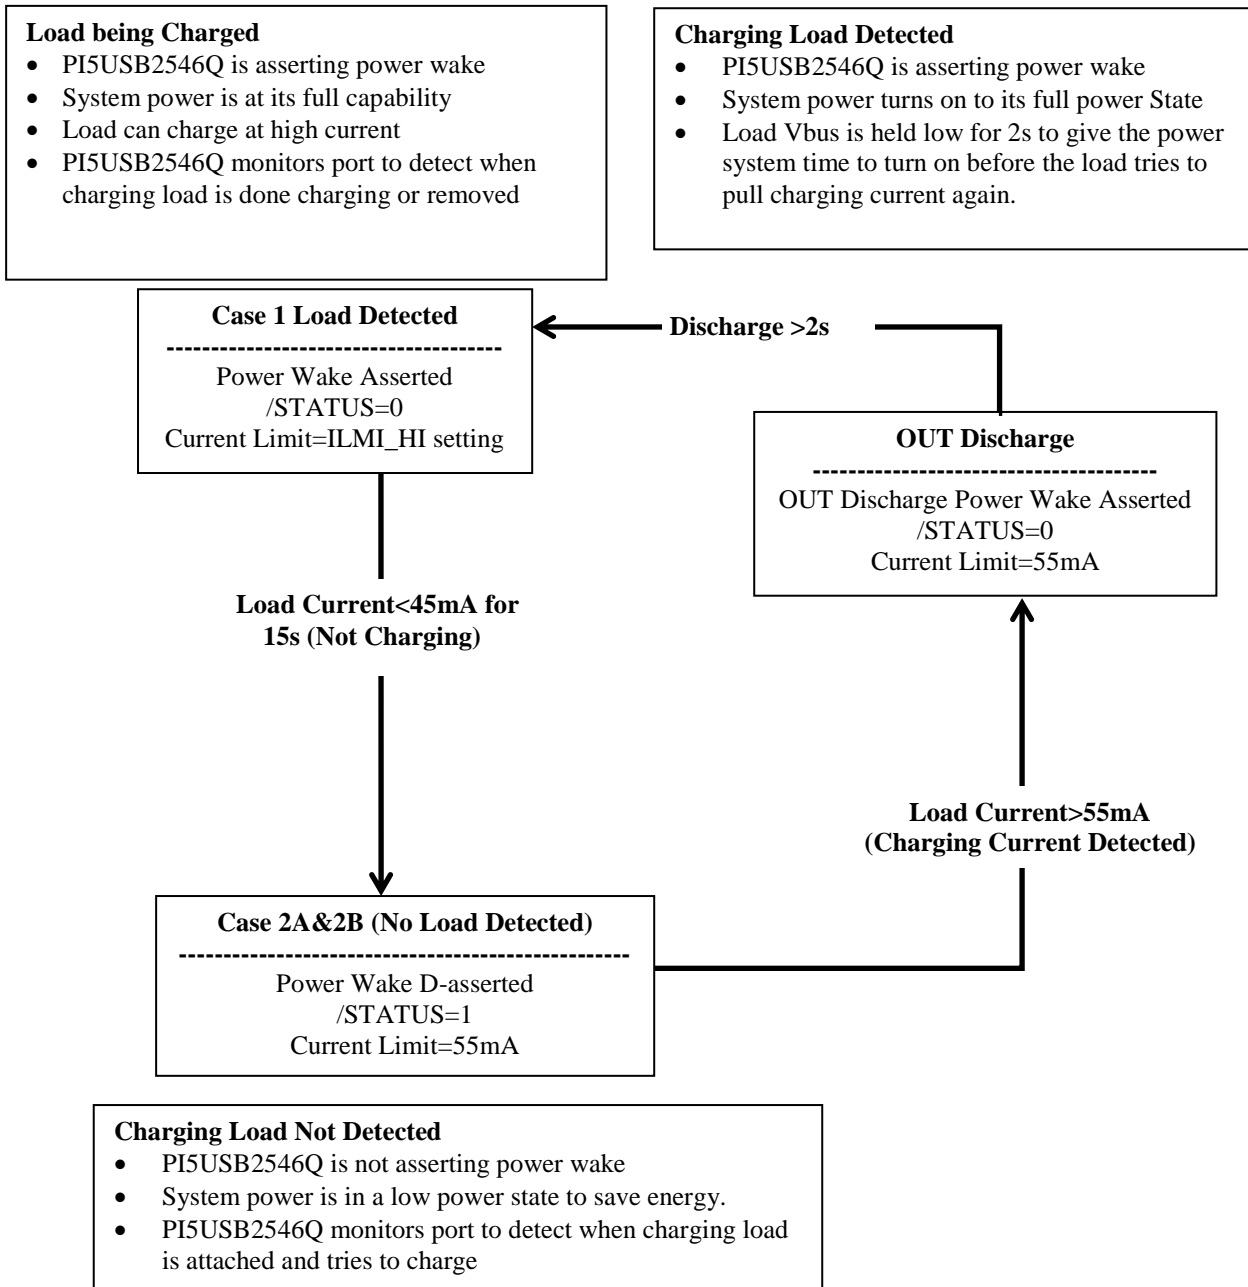 Load being Charged
• PI5USB2546Q is asserting power wake
• System power is at its full capability
• Load can charge at high current
• PI5USB2546Q monitors port to detect when
charging load is done charging or removed
Charging Load Detected
• PI5USB2546Q is asserting power wake
• System power turns on to its full power State
• Load Vbus is held low for 2s to give the power
system time to turn on before the load tries to
pull charging current again.
Case 1 Load Detected
-------------------------------------
Power Wake Asserted
/STATUS=0
Current Limit=ILMI_HI setting
Discharge >2s
OUT Discharge
--------------------------------------
OUT Discharge Power Wake Asserted
/STATUS=0
Current Limit=55mA
Load Current<45mA for
15s (Not Charging)
Load Current>55mA
(Charging Current Detected)
Case 2A&2B (No Load Detected)
--------------------------------------------------
Power Wake D-asserted
/STATUS=1
Current Limit=55mA
Charging Load Not Detected
• PI5USB2546Q is not asserting power wake
• System power is in a low power state to save energy.
• PI5USB2546Q monitors port to detect when charging load
is attached and tries to charge